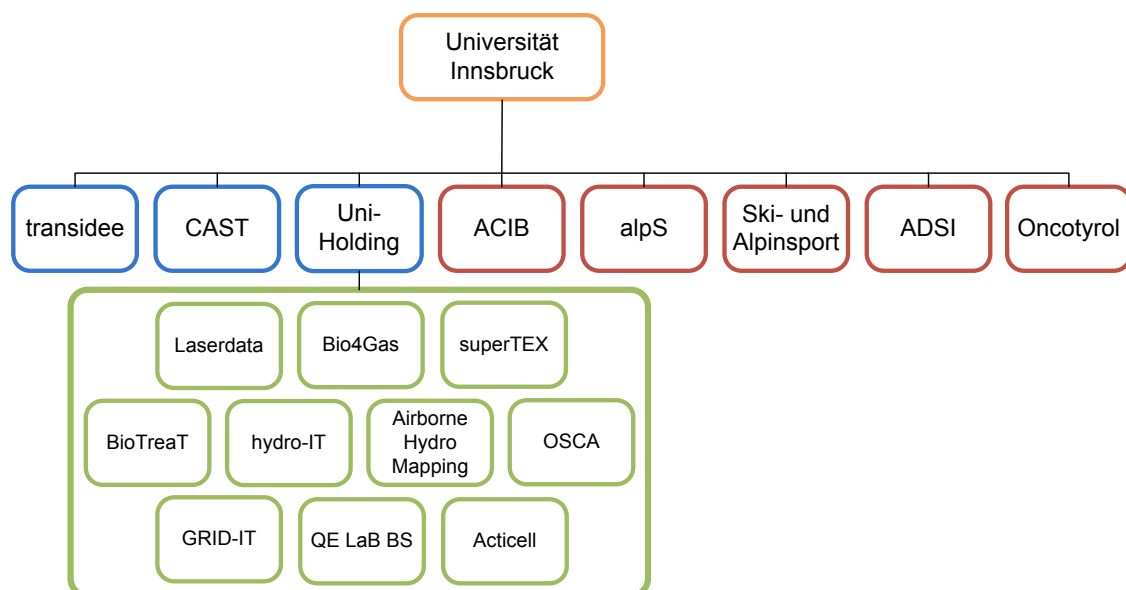 Universität
Innsbruck
transidee
CAST
Uni-
Holding
ACIB
alpS
Ski- und
Alpinsport
ADSI
Oncotyrol
Laserdata
Bio4Gas
superTEX
BioTreaT
hydro-IT
Airborne
Hydro
Mapping
OSCA
GRID-IT
QE LaB BS
Acticell